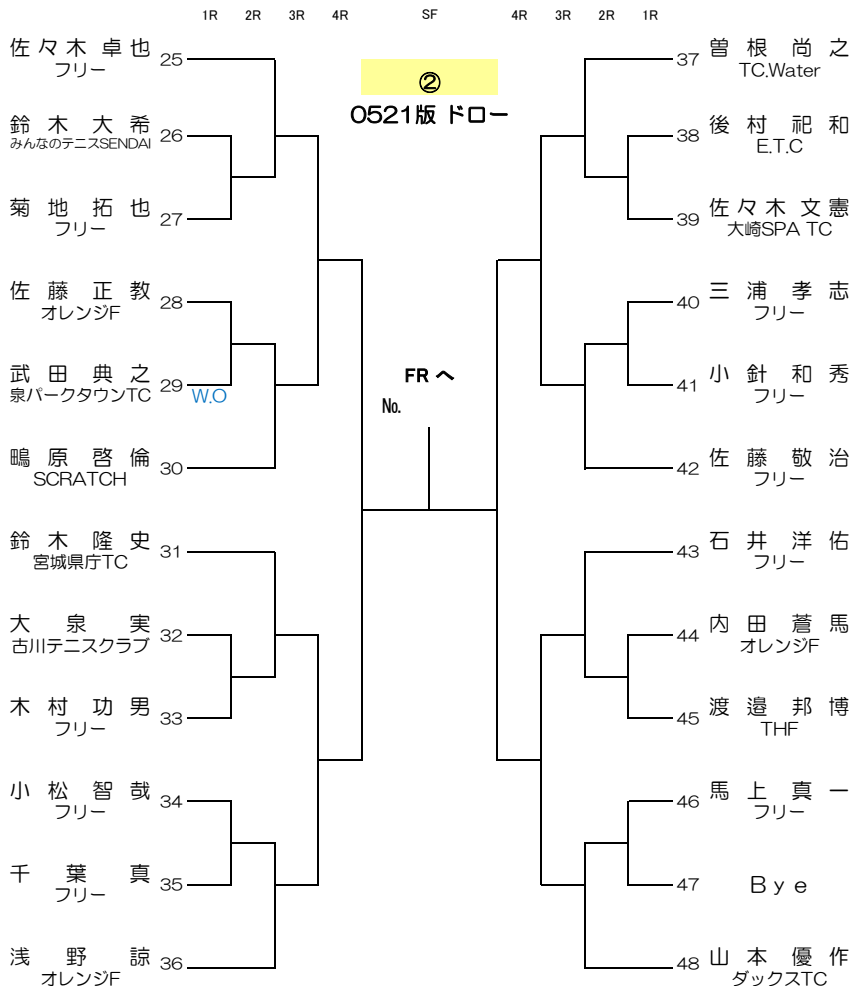 1R 2R 3R 4R SF 4R 3R 2R 1R
②
0521版 ドロー
佐々木 卓也 25
フリー
鈴木 大希 26
みんなのテニスSENDAI
菊地 拓也 27
フリー
佐藤 正教 28
オレンジF
武田 典之 29
泉パークタウンTC
W.O
鴫原 啓倫 30
SCRATCH
鈴木 隆史 31
宮城県庁TC
大泉 実 32
古川テニスクラブ
木村 功男 33
フリー
小松 智哉 34
フリー
千葉 真 35
フリー
浅野 諒 36
オレンジF
FR へ
No.
37 曽根 尚之
TC.Water
38 後村 祀和
E.T.C
39 佐々木 文憲
大崎SPA TC
40 三浦 孝志
フリー
41 小針 和秀
フリー
42 佐藤 敬治
フリー
43 石井 洋佑
フリー
44 内田 蒼馬
オレンジF
45 渡邉 邦博
THF
46 馬上 真一
フリー
47 Bye
48 山本 優作
ダックスTC